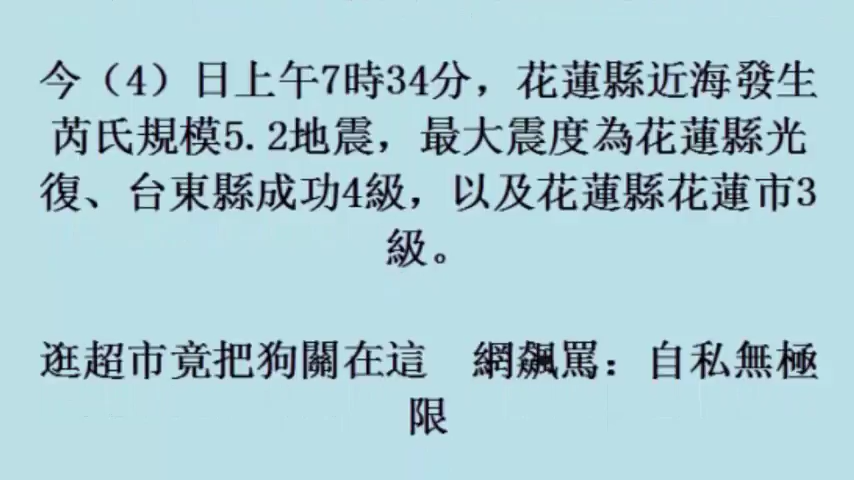 今（4）日上午7時34分，花蓮縣近海發生
芮氏規模5.2地震，最大震度為花蓮縣光
復、台東縣成功4級，以及花蓮縣花蓮市3
級。
逛超市竟把狗關在這　網飆罵：自私無極
限